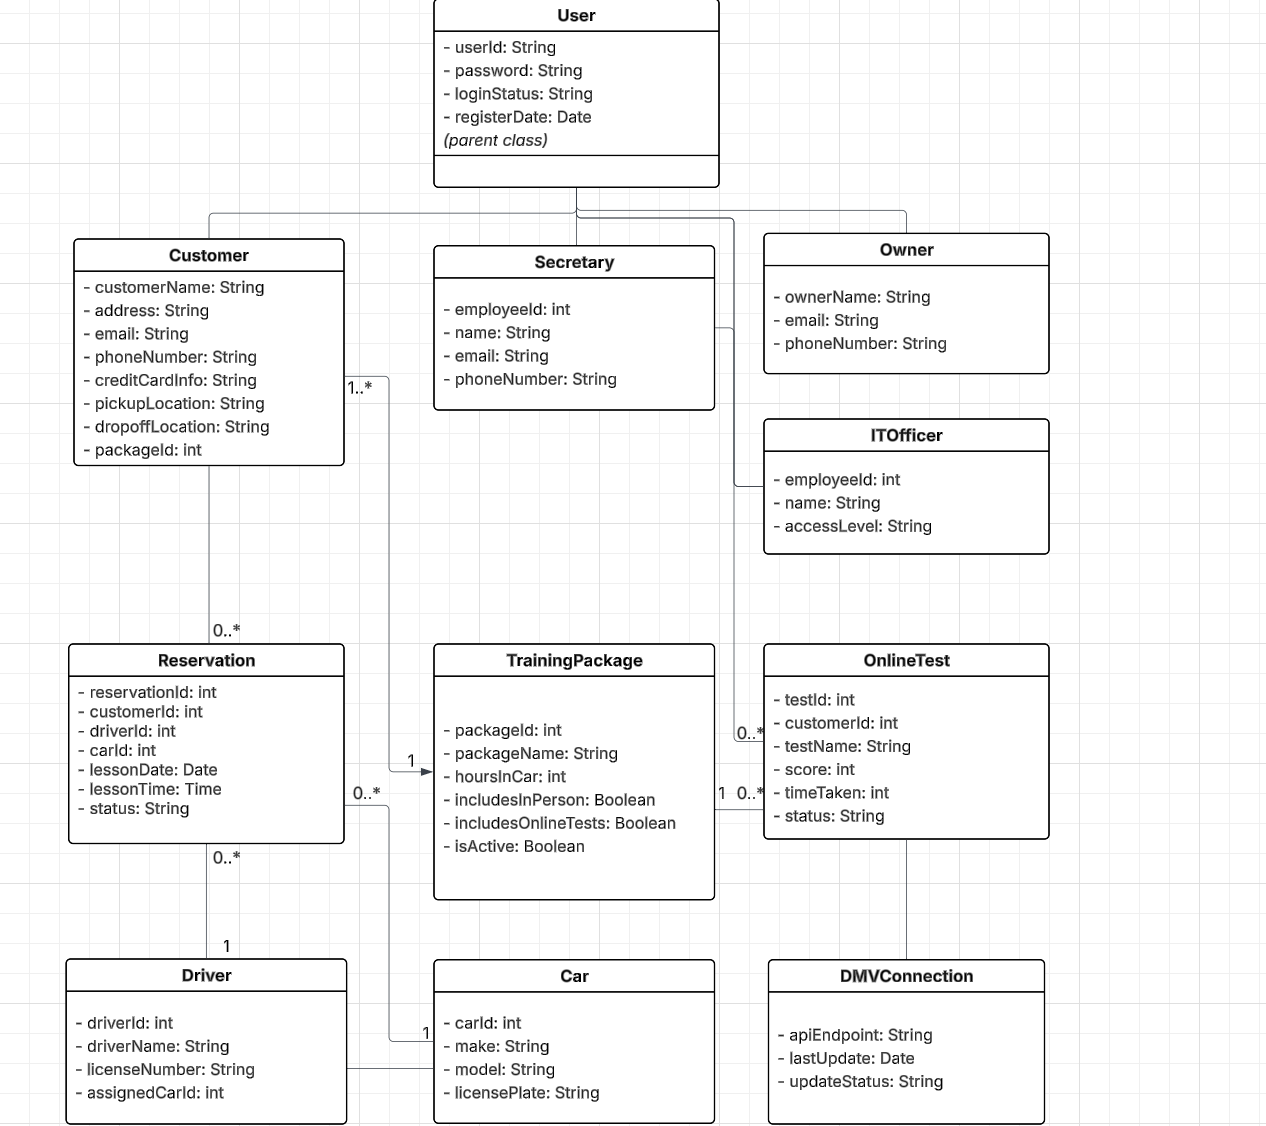 User
- userId: String
- password: String
- loginStatus: String
- registerDate: Date
(parent class)
Customer
- customerName: String
- address: String
- email: String
- phoneNumber: String
- creditCardInfo: String
- pickupLocation: String
- dropoffLocation: String
- packageId: int
1..*
Secretary
- employeeId: int
- name: String
- email: String
- phoneNumber: String
Owner
- ownerName: String
- email: String
- phoneNumber: String
ITOfficer
- employeeId: int
- name: String
- accessLevel: String
0..*
Reservation
- reservationId: int
- customerId: int
- driverId: int
- carId: int
- lessonDate: Date
- lessonTime: Time
- status: String
0..*
0..*
1
TrainingPackage
- packageId: int
- packageName: String
- hoursInCar: int
- includesInPerson: Boolean
- includesOnlineTests: Boolean
- isActive: Boolean
0..*
1 0..*
OnlineTest
- testId: int
- customerId: int
- testName: String
- score: int
- timeTaken: int
- status: String
1
Driver
- driverId: int
- driverName: String
- licenseNumber: String
- assignedCarId: int
1
Car
- carId: int
- make: String
- model: String
- licensePlate: String
DMVConnection
- apiEndpoint: String
- lastUpdate: Date
- updateStatus: String